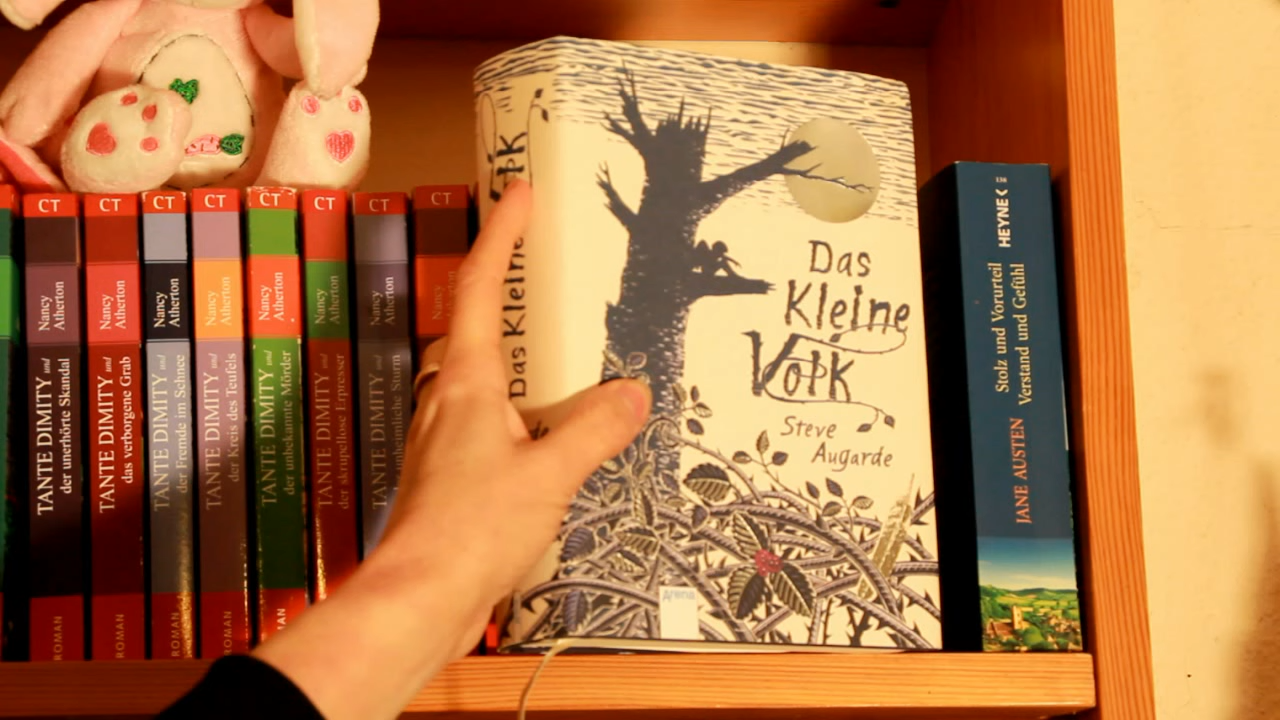 CT
Nancy
Atherton
TANTE DIMITY und
der unerhörte Skandal
ROMAN
CT
Nancy
Atherton
TANTE DIMITY und
das verborgene Grab
ROMAN
CT
Nancy
Atherton
TANTE DIMITY und
der Fremde im Schnee
ROMAN
CT
Nancy
Atherton
TANTE DIMITY und
der Kreis des Teufels
ROMAN
CT
Nancy
Atherton
TANTE DIMITY und
der unbekannte Mörder
CT
Nancy
Atherton
TANTE DIMITY und
der skrupellose Erpresser
CT
Nancy
Atherton
TANTE DIMITY
unheimliche Sturm
CT
Das Kleine
Das
Kleine
Volk
Steve
Augarde
Arena
HEYNE
JANE AUSTEN
Stolz und Vorurteil
Verstand und Gefühl